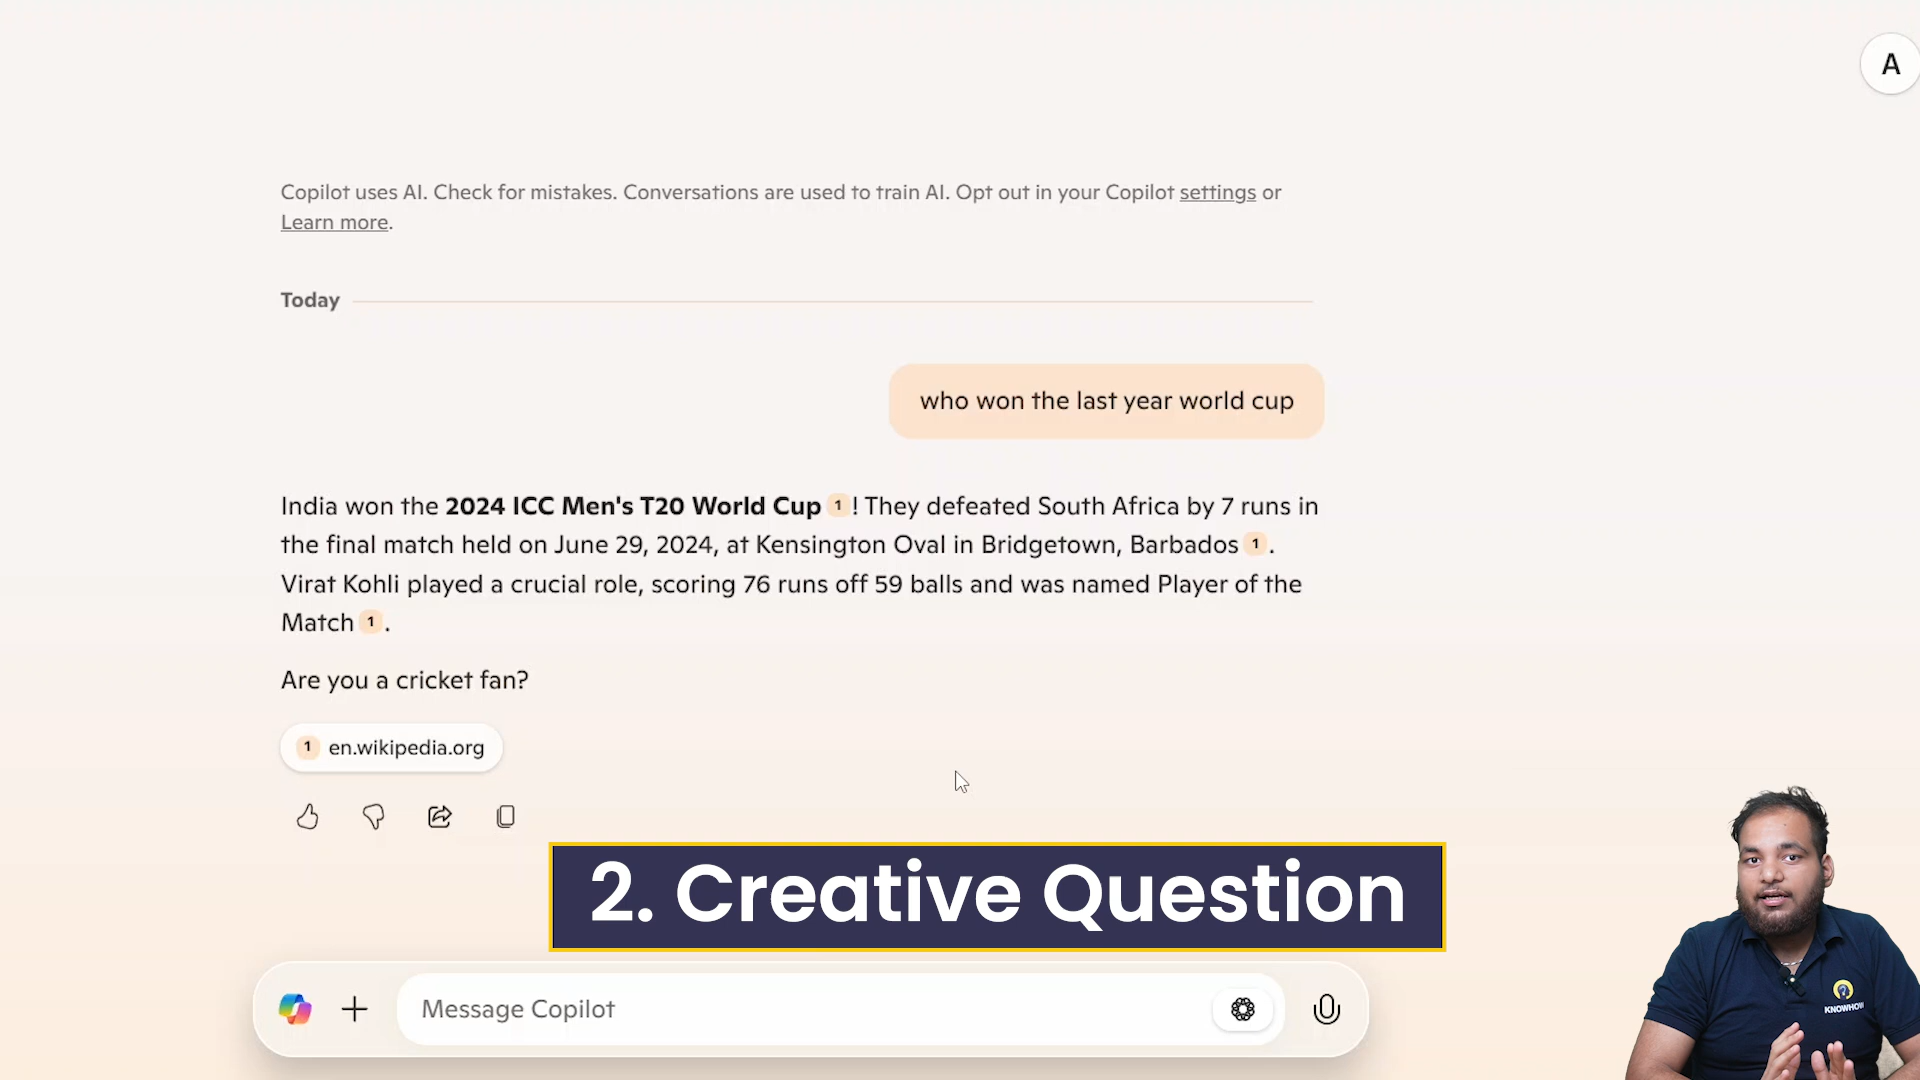 A
Copilot uses AI. Check for mistakes. Conversations are used to train AI. Opt out in your Copilot settings or
Learn more.
Today
who won the last year world cup
India won the 2024 ICC Men's T20 World Cup 1! They defeated South Africa by 7 runs in
the final match held on June 29, 2024, at Kensington Oval in Bridgetown, Barbados 1.
Virat Kohli played a crucial role, scoring 76 runs off 59 balls and was named Player of the
Match 1.
Are you a cricket fan?
1 en.wikipedia.org
2. Creative Question
Message Copilot
KNOWHOW